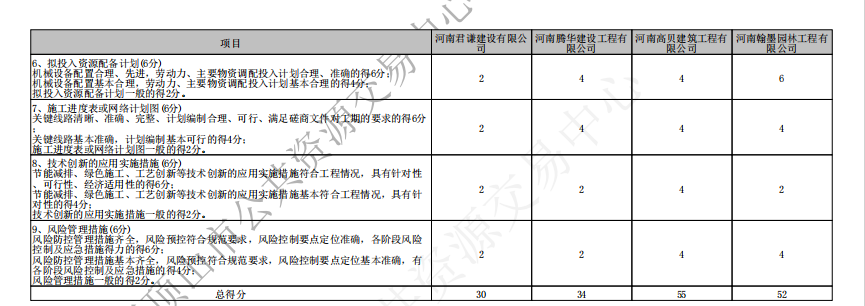 项目
河南君谦建设有限公
司
河南腾华建设工程有
限公司
河南高贝建筑工程有
限公司
河南翰墨园林工程有
限公司
6、拟投入资源配备计划(6分)
机械设备配置合理、先进，劳动力、主要物资调配投入计划合理、准确的得6分；
机械设备配置基本合理，劳动力、主要物资调配投入计划基本合理的得4分；
拟投入资源配备计划一般的得2分。
2
4
4
6
7、施工进度表或网络计划图(6分)
关键线路清晰、准确、完整、计划编制合理、可行、满足磋商文件对工期的要求的得6分
；
关键线路基本准确，计划编制基本可行的得4分；
施工进度表或网络计划图一般的得2分。
2
4
4
4
8、技术创新的应用实施措施(6分)
节能减排、绿色施工、工艺创新等技术创新的应用实施措施符合工程情况，具有针对性
、可行性、经济适用性的得6分；
节能减排、绿色施工、工艺创新等技术创新的应用实施措施基本符合工程情况，具有针
对性的得4分；
技术创新的应用实施措施一般的得2分。
2
2
4
2
9、风险管理措施(6分)
风险防控管理措施齐全，风险预控符合规范要求，风险控制要点定位准确，各阶段风险
控制及应急措施得力的得6分；
风险防控管理措施基本齐全，风险预控符合规范要求，风险控制要点定位基本准确，有
各阶段风险控制及应急措施的得4分；
风险管理措施一般的得2分。
2
2
4
4
总得分
30
34
55
52
顶山市公共资源交易中心
共资源交易中心